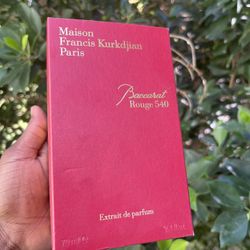 Maison
Francis Kurkdjian
Paris
Baccarat
Rouge 540
Extrait de parfum